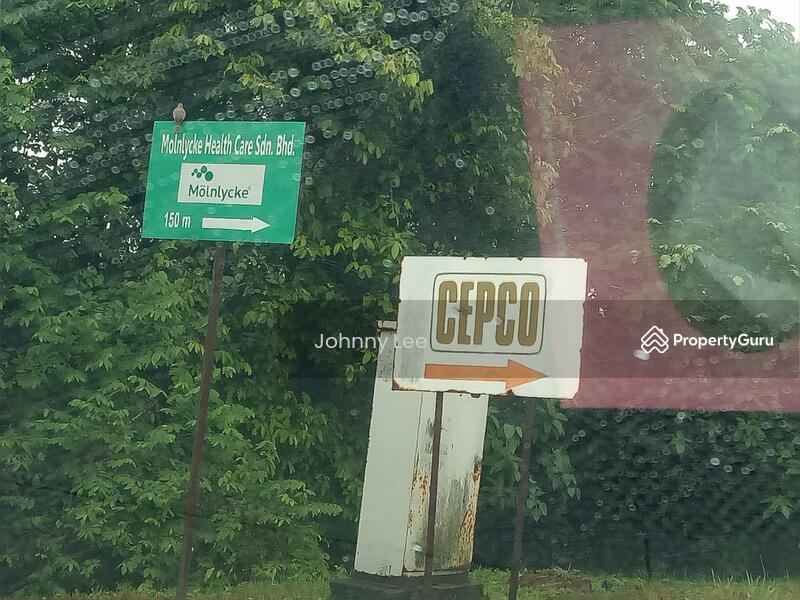 Molnlycke Health Care Sdn. Bhd.
Mölnlycke®
150 m
CEPCO
Johnny Lee
PropertyGuru